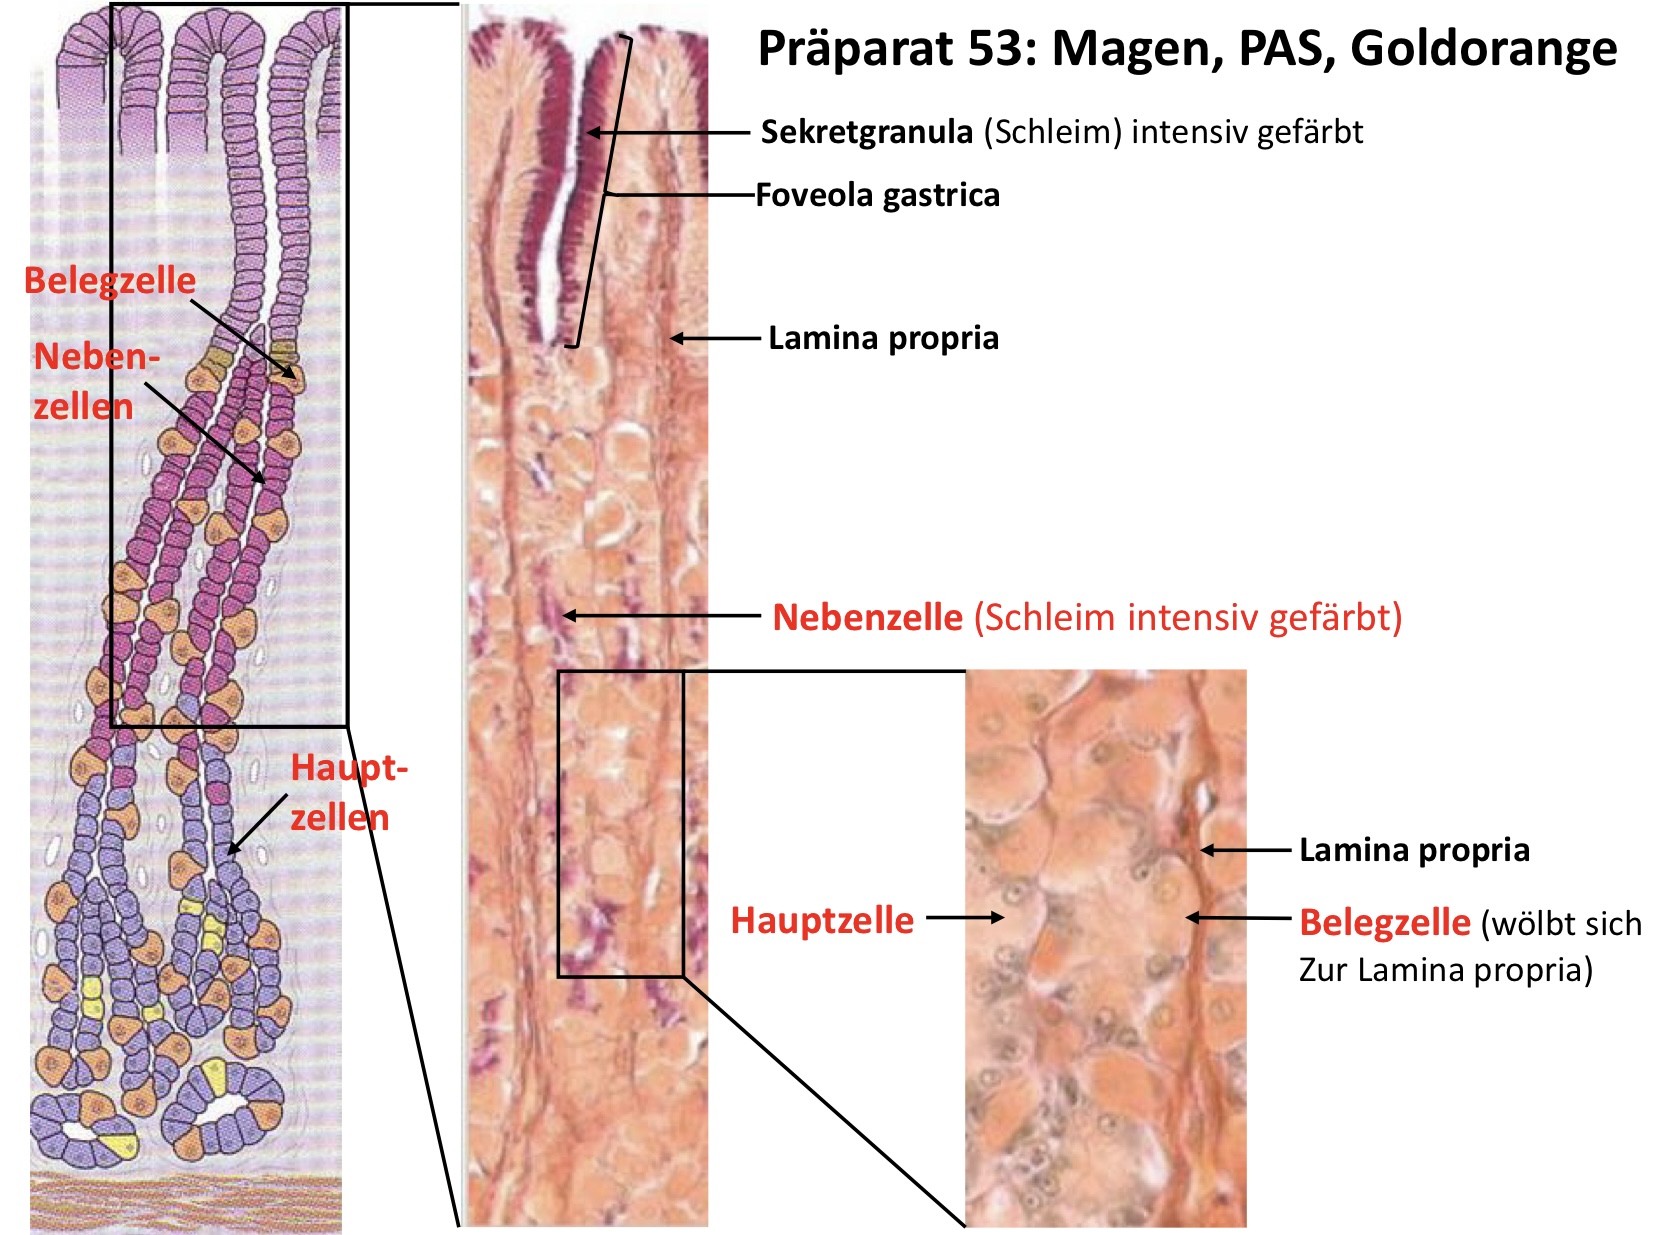 Präparat 53: Magen, PAS, Goldorange
Sekretgranula (Schleim) intensiv gefärbt
Foveola gastrica
Belegzelle
Neben-
zellen
Lamina propria
Nebenzelle (Schleim intensiv gefärbt)
Haupt-
zellen
Lamina propria
Hauptzelle
Belegzelle (wölbt sich
Zur Lamina propria)